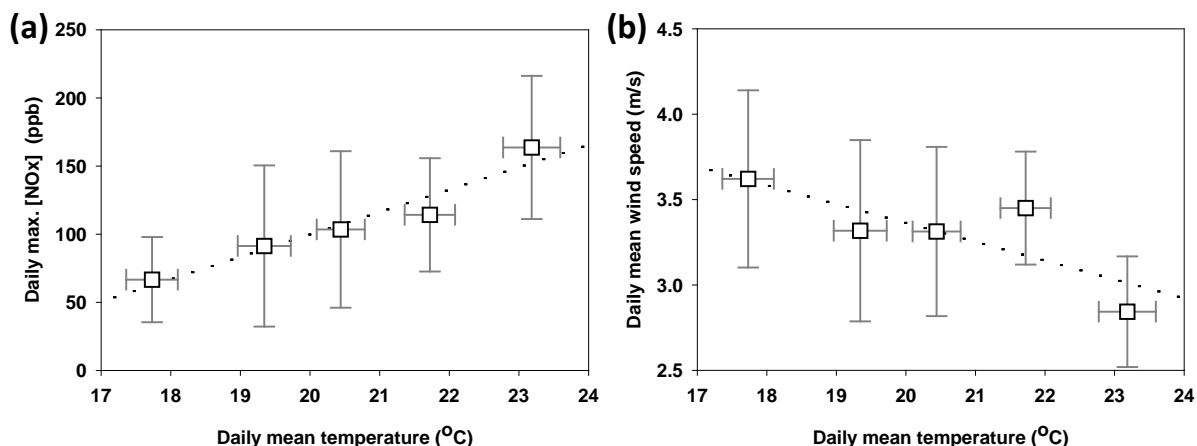 (a)
250
200
150
100
50
0
Daily max. [NOx] (ppb)
17 18 19 20 21 22 23 24
Daily mean temperature (ºC)
(b)
4.5
4.0
3.5
3.0
2.5
Daily mean wind speed (m/s)
17 18 19 20 21 22 23 24
Daily mean temperature (ºC)